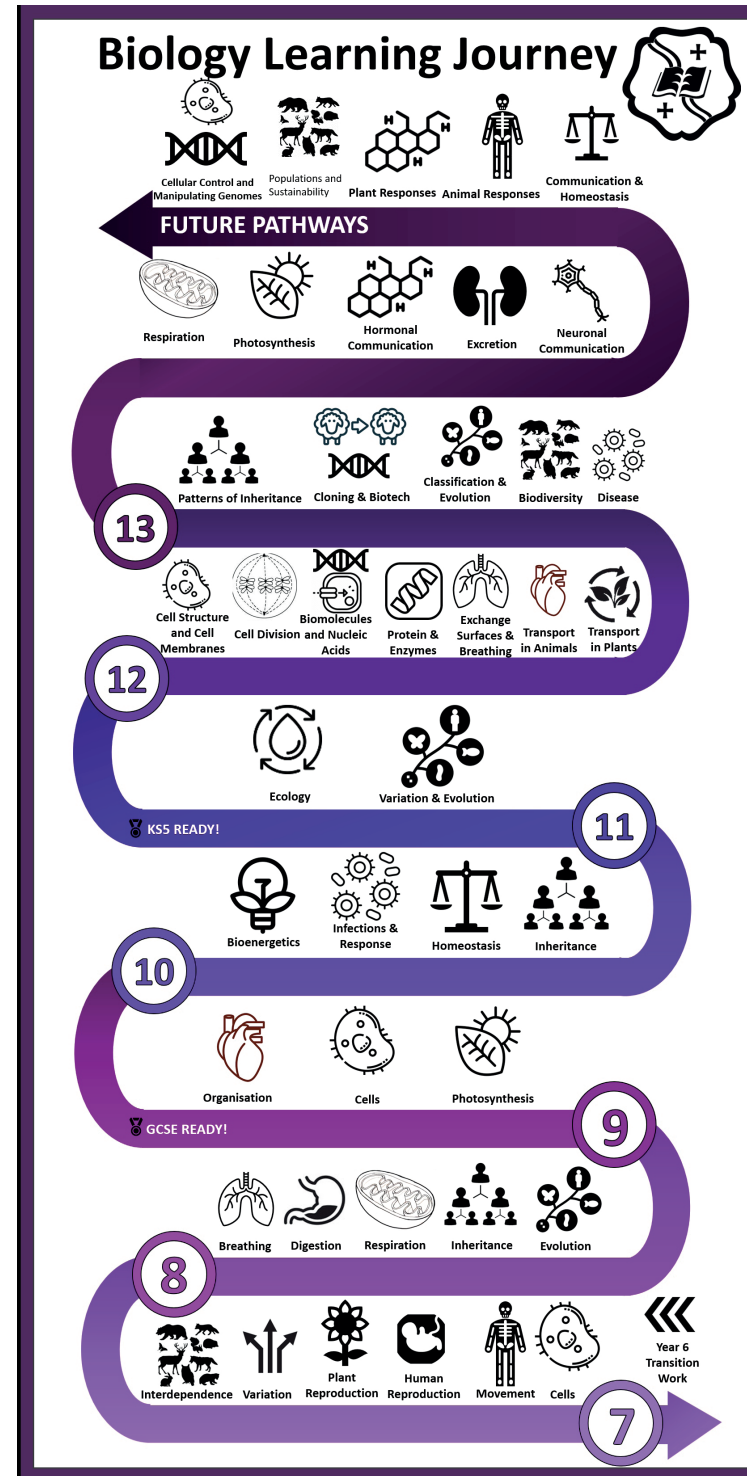 Biology Learning Journey
Cellular Control and
Manipulating Genomes
Populations and
Sustainability
Plant Responses
Animal Responses
Communication &
Homeostasis
FUTURE PATHWAYS
Respiration
Photosynthesis
Hormonal
Communication
Excretion
Neuronal
Communication
Patterns of Inheritance
Cloning & Biotech
Classification &
Evolution
Biodiversity
Disease
13
Cell Structure
and Cell
Membranes
Cell Division
Biomolecules
and Nucleic
Acids
Protein &
Enzymes
Exchange
Surfaces &
Breathing
Transport
in Animals
Transport
in Plants
12
Ecology
Variation & Evolution
KS5 READY!
11
Bioenergetics
Infections &
Response
Homeostasis
Inheritance
10
Organisation
Cells
Photosynthesis
GCSE READY!
9
Breathing
Digestion
Respiration
Inheritance
Evolution
8
Interdependence
Variation
Plant
Reproduction
Human
Reproduction
Movement
Cells
Year 6
Transition
Work
7
H
H
H
H
H
H